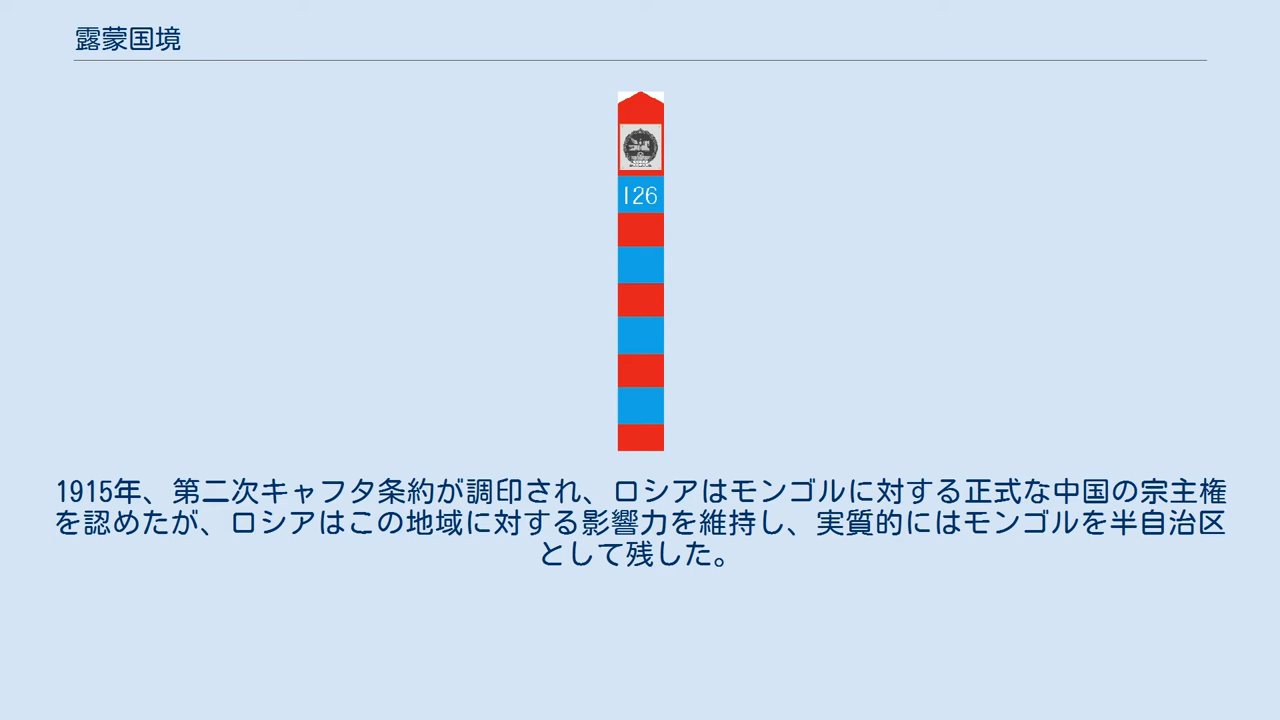 露蒙国境
126
1915年、第二次キャフタ条約が調印され、ロシアはモンゴルに対する正式な中国の宗主権
を認めたが、ロシアはこの地域に対する影響力を維持し、実質的にはモンゴルを半自治区
として残した。